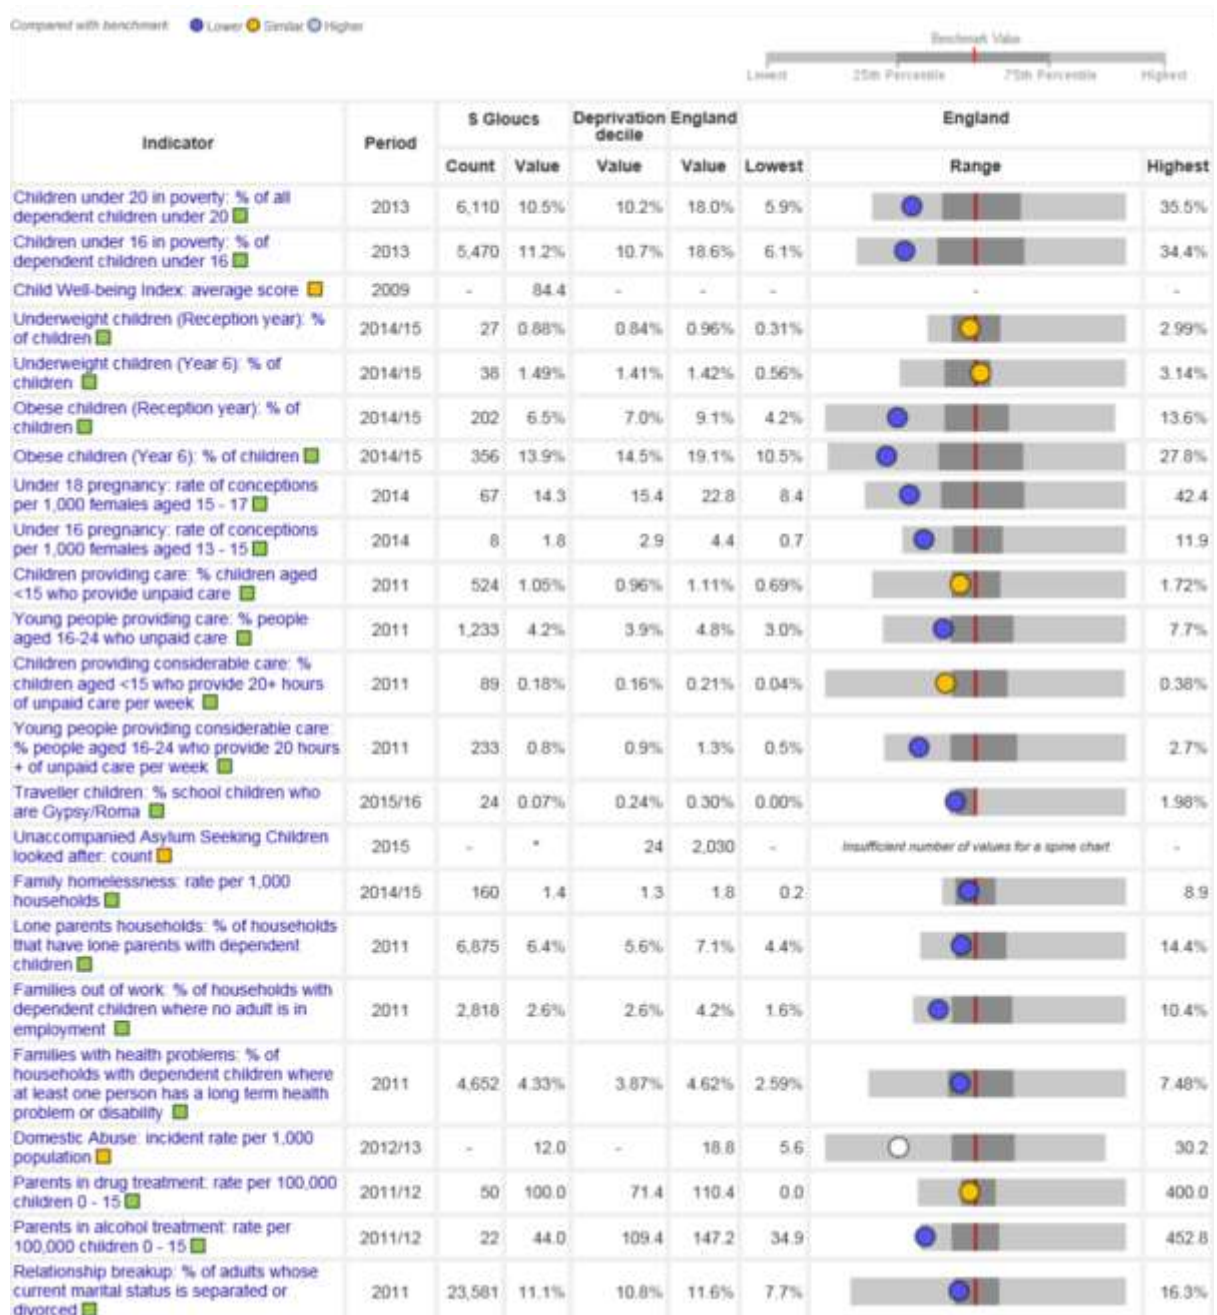 Compared with benchmark Lower Similar Higher
Benchmark Value
Lowest 25th Percentile 75th Percentile Highest
Indicator Period S Gloucs Deprivation decile England England
Count Value Value Value Lowest Range Highest
Children under 20 in poverty: % of all
dependent children under 20 2013 6,110 10.5% 10.2% 18.0% 5.9% 35.5%
Children under 16 in poverty: % of
dependent children under 16 2013 5,470 11.2% 10.7% 18.6% 6.1% 34.4%
Child Well-being Index: average score 2009 - 84.4 - - - - -
Underweight children (Reception year): %
of children 2014/15 27 0.88% 0.84% 0.96% 0.31% 2.99%
Underweight children (Year 6): % of
children 2014/15 38 1.49% 1.41% 1.42% 0.56% 3.14%
Obese children (Reception year): % of
children 2014/15 202 6.5% 7.0% 9.1% 4.2% 13.6%
Obese children (Year 6): % of children 2014/15 356 13.9% 14.5% 19.1% 10.5% 27.8%
Under 18 pregnancy: rate of conceptions
per 1,000 females aged 15 - 17 2014 67 14.3 15.4 22.8 8.4 42.4
Under 16 pregnancy: rate of conceptions
per 1,000 females aged 13 - 15 2014 8 1.8 2.9 4.4 0.7 11.9
Children providing care: % children aged
<15 who provide unpaid care 2011 524 1.05% 0.96% 1.11% 0.69% 1.72%
Young people providing care: % people
aged 16-24 who unpaid care 2011 1,233 4.2% 3.9% 4.8% 3.0% 7.7%
Children providing considerable care: %
children aged <15 who provide 20+ hours
of unpaid care per week 2011 89 0.18% 0.16% 0.21% 0.04% 0.38%
Young people providing considerable care:
% people aged 16-24 who provide 20 hours
+ of unpaid care per week 2011 233 0.8% 0.9% 1.3% 0.5% 2.7%
Traveller children: % school children who
are Gypsy/Roma 2015/16 24 0.07% 0.24% 0.30% 0.00% 1.98%
Unaccompanied Asylum Seeking Children
looked after: count 2015 - * 24 2,030 - Insufficient number of values for a spine chart -
Family homelessness: rate per 1,000
households 2014/15 160 1.4 1.3 1.8 0.2 8.9
Lone parents households: % of households
that have lone parents with dependent
children 2011 6,875 6.4% 5.6% 7.1% 4.4% 14.4%
Families out of work: % of households with
dependent children where no adult is in
employment 2011 2,818 2.6% 2.6% 4.2% 1.6% 10.4%
Families with health problems: % of
households with dependent children where
at least one person has a long term health
problem or disability 2011 4,652 4.33% 3.87% 4.62% 2.59% 7.48%
Domestic Abuse: incident rate per 1,000
population 2012/13 - 12.0 - 18.8 5.6 30.2
Parents in drug treatment: rate per 100,000
children 0 - 15 2011/12 50 100.0 71.4 110.4 0.0 400.0
Parents in alcohol treatment: rate per
100,000 children 0 - 15 2011/12 22 44.0 109.4 147.2 34.9 452.8
Relationship breakup: % of adults whose
current marital status is separated or
divorced 2011 23,581 11.1% 10.8% 11.6% 7.7% 16.3%